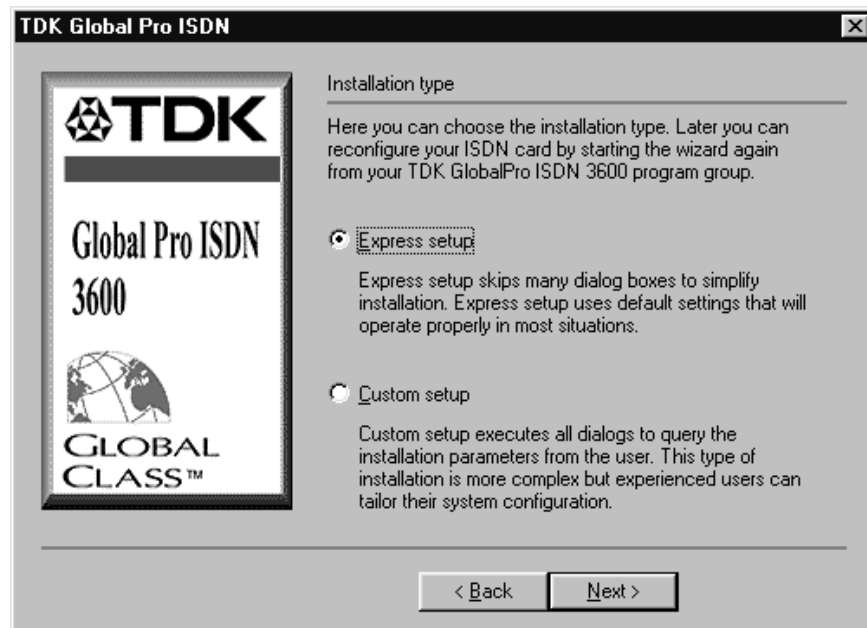 TDK Global Pro ISDN
TDK
Global Pro ISDN
3600
GLOBAL
CLASS™
Installation type
Here you can choose the installation type. Later you can
reconfigure your ISDN card by starting the wizard again
from your TDK GlobalPro ISDN 3600 program group.
Express setup
Express setup skips many dialog boxes to simplify
installation. Express setup uses default settings that will
operate properly in most situations.
Custom setup
Custom setup executes all dialogs to query the
installation parameters from the user. This type of
installation is more complex but experienced users can
tailor their system configuration.
< Back
Next >